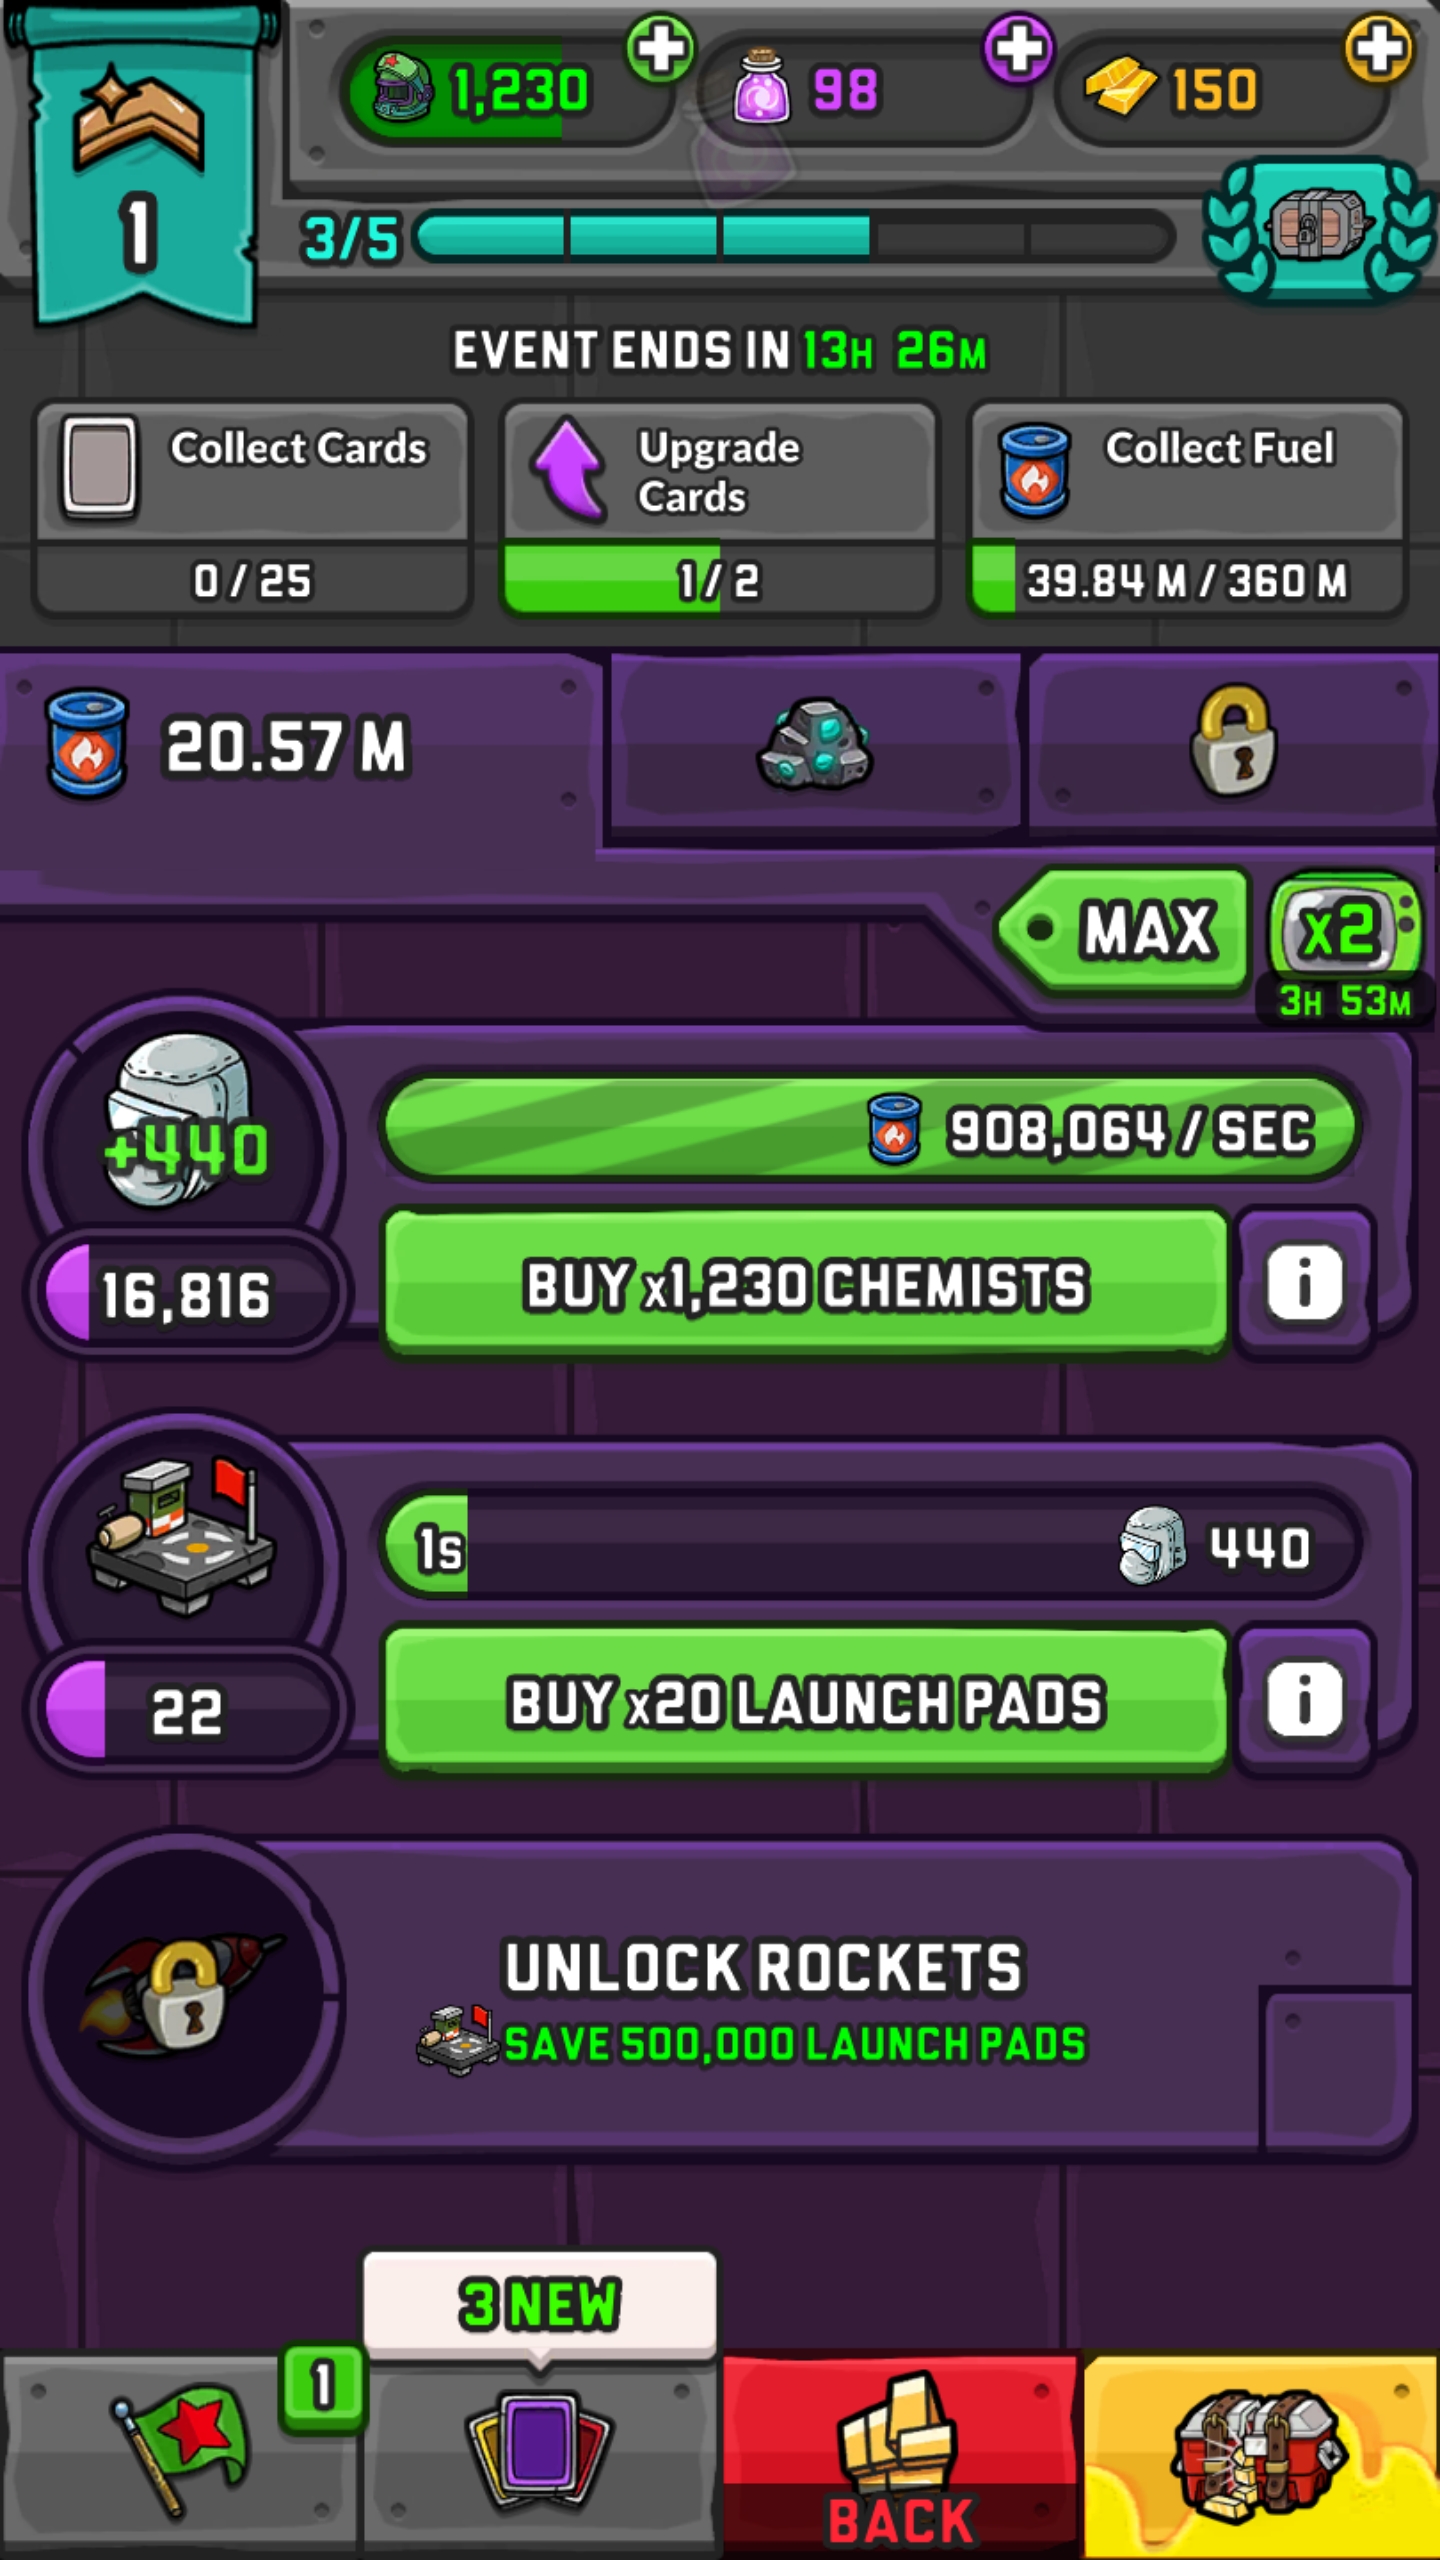 1
1,230
98
150
3/5
EVENT ENDS IN 13H 26M
Collect Cards
0 / 25
Upgrade
Cards
1 / 2
Collect Fuel
39.84 M / 360 M
20.57 M
MAX
x2
3H 53M
+440
908,064 / SEC
16,816
BUY x1,230 CHEMISTS
i
1s
440
22
BUY x20 LAUNCH PADS
i
UNLOCK ROCKETS
SAVE 500,000 LAUNCH PADS
3 NEW
1
BACK